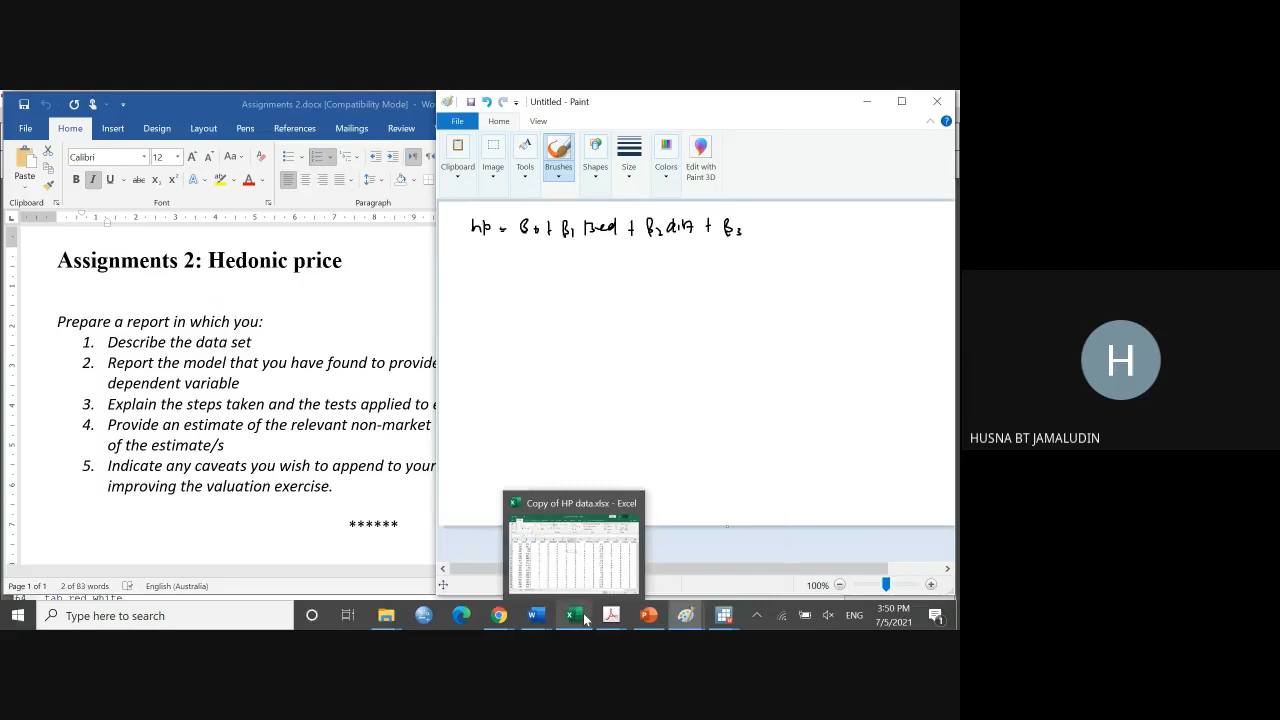 Assignments 2.docx [Compatibility Mode] - Wo
Untitled - Paint
File Home Insert Design Layout Pens References Mailings Review
File Home View
Calibri 12
Paste
Clipboard Font Paragraph
Clipboard Image Tools Brushes Shapes Size Colors Edit with Paint 3D
hp = β0 + β1 Bed + β2 dist + β3
Assignments 2: Hedonic price
Prepare a report in which you:
1. Describe the data set
2. Report the model that you have found to provide
dependent variable
3. Explain the steps taken and the tests applied to e
4. Provide an estimate of the relevant non-market
of the estimate/s
5. Indicate any caveats you wish to append to your
improving the valuation exercise.
******
H
HUSNA BT JAMALUDIN
Copy of HP data.xlsx - Excel
Page 1 of 1 2 of 83 words English (Australia)
100%
64 tab red white
Type here to search
ENG
3:50 PM
7/5/2021